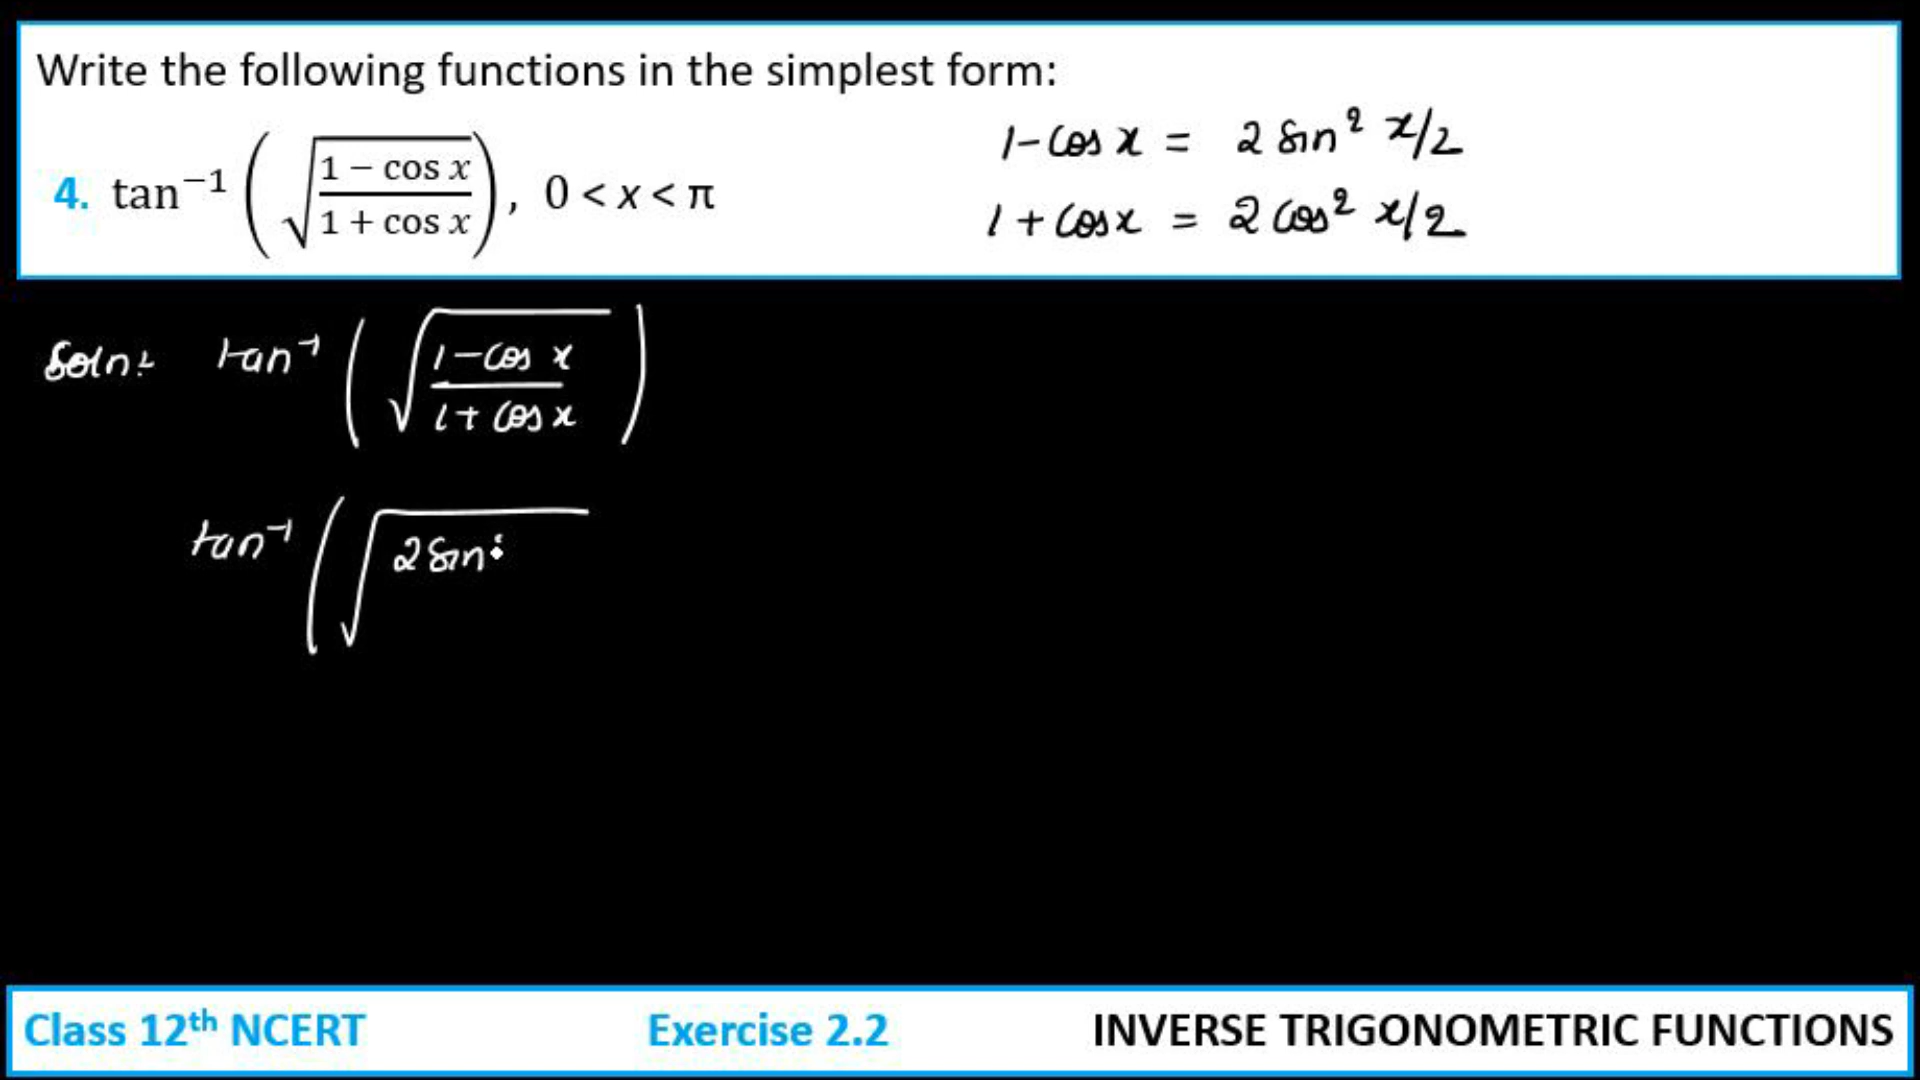 Write the following functions in the simplest form:
4. tan⁻¹ (√((1 − cos x)/(1 + cos x))), 0 < x < π
1-cos x = 2 sin² x/2
1 + cos x = 2 cos² x/2
Soln: tan⁻¹ (√((1-cos x)/(1+ cos x)))
tan⁻¹ (√(2 sin
Class 12th NCERT Exercise 2.2 INVERSE TRIGONOMETRIC FUNCTIONS